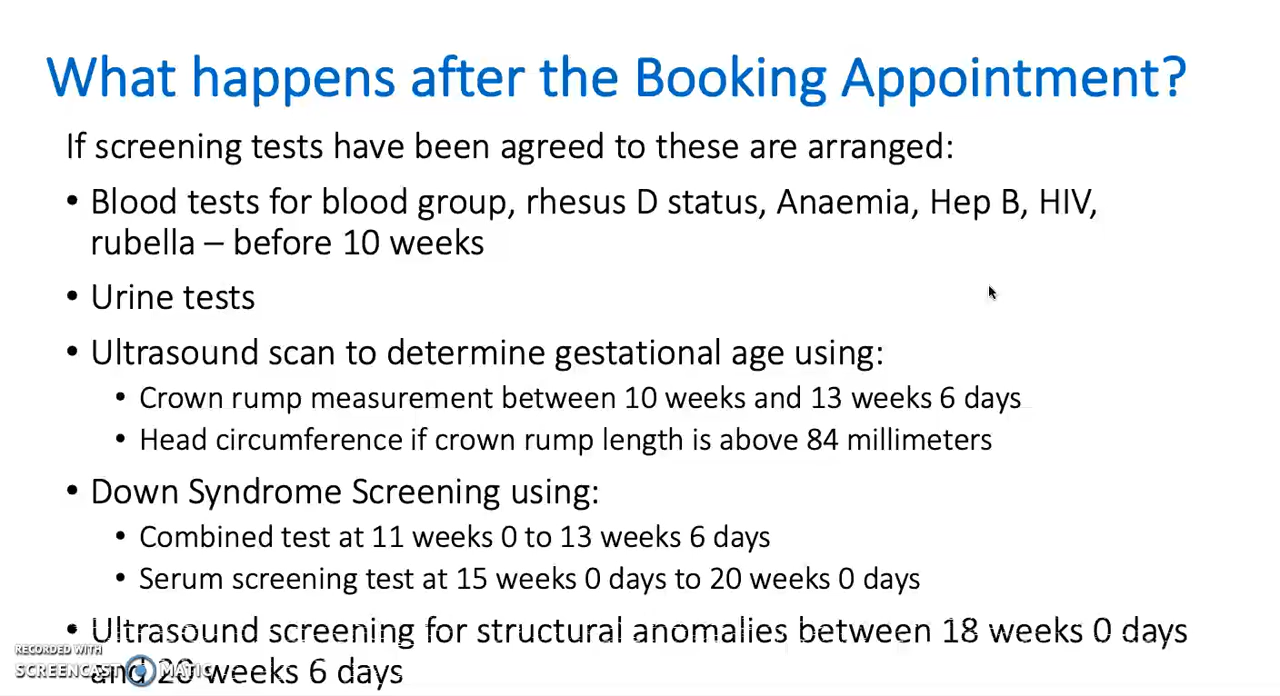 What happens after the Booking Appointment?
If screening tests have been agreed to these are arranged:
• Blood tests for blood group, rhesus D status, Anaemia, Hep B, HIV,
rubella – before 10 weeks
• Urine tests
• Ultrasound scan to determine gestational age using:
• Crown rump measurement between 10 weeks and 13 weeks 6 days
• Head circumference if crown rump length is above 84 millimeters
• Down Syndrome Screening using:
• Combined test at 11 weeks 0 to 13 weeks 6 days
• Serum screening test at 15 weeks 0 days to 20 weeks 0 days
• Ultrasound screening for structural anomalies between 18 weeks 0 days
and 20 weeks 6 days
RECORDED WITH
SCREENCAST MATIC